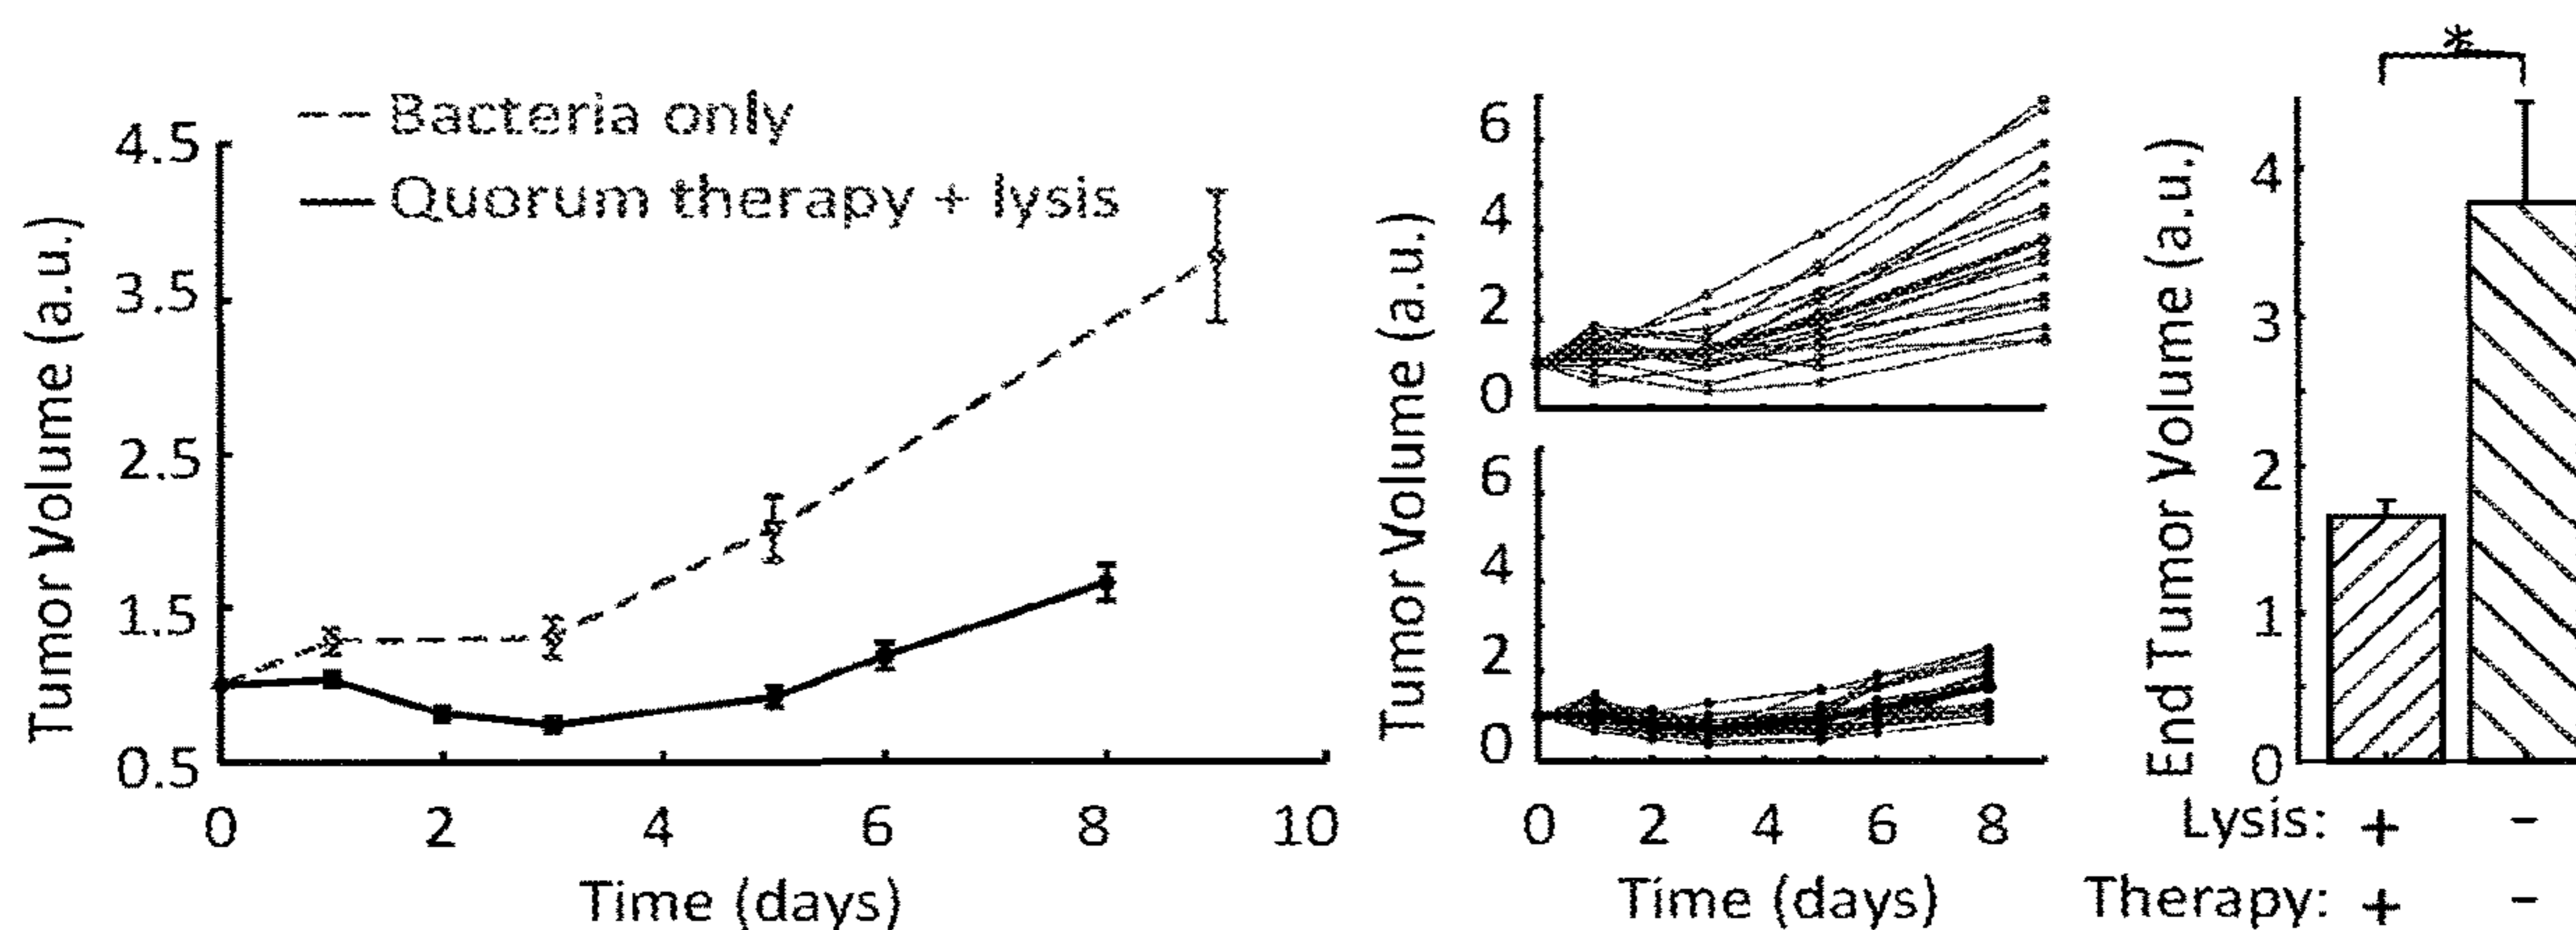 Bacteria only
Quorum therapy + lysis
4.5
3.5
2.5
1.5
0.5
Tumor Volume (a.u.)
0 2 4 6 8 10
Time (days)
6
4
2
0
6
4
2
0
Tumor Volume (a.u.)
0 2 4 6 8
Time (days)
*
4
3
2
1
0
End Tumor Volume (a.u.)
Lysis: + -
Therapy: + -